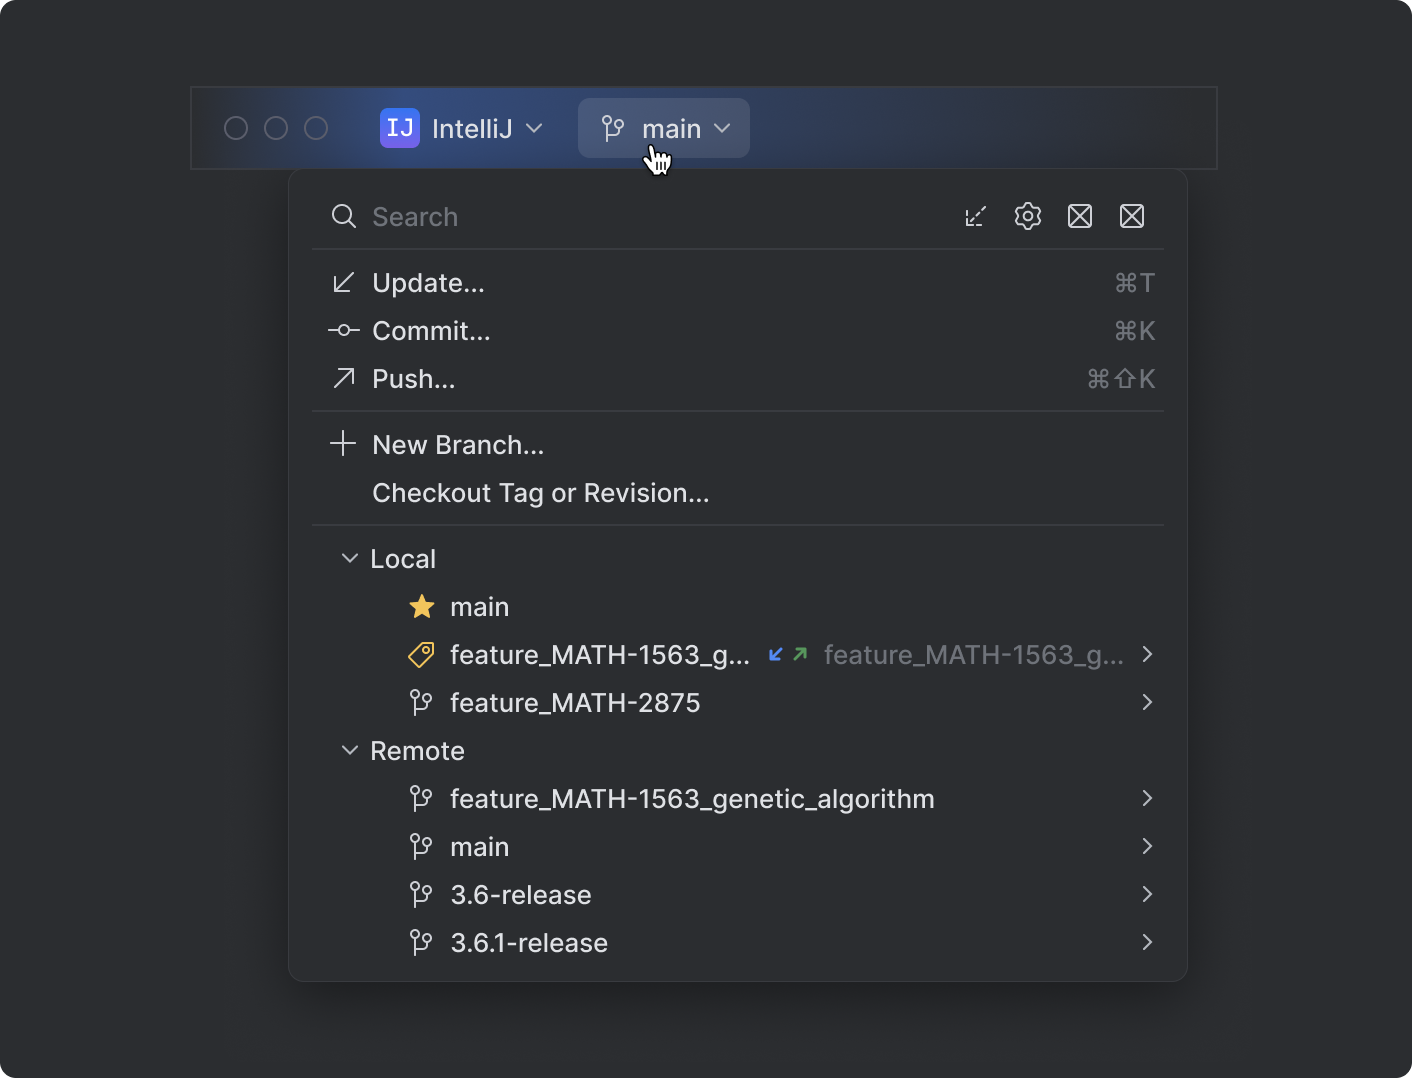 IJ IntelliJ main
Search
Update... ⌘T
Commit... ⌘K
Push... ⌘⇧K
New Branch...
Checkout Tag or Revision...
Local
main
feature_MATH-1563_g... feature_MATH-1563_g...
feature_MATH-2875
Remote
feature_MATH-1563_genetic_algorithm
main
3.6-release
3.6.1-release